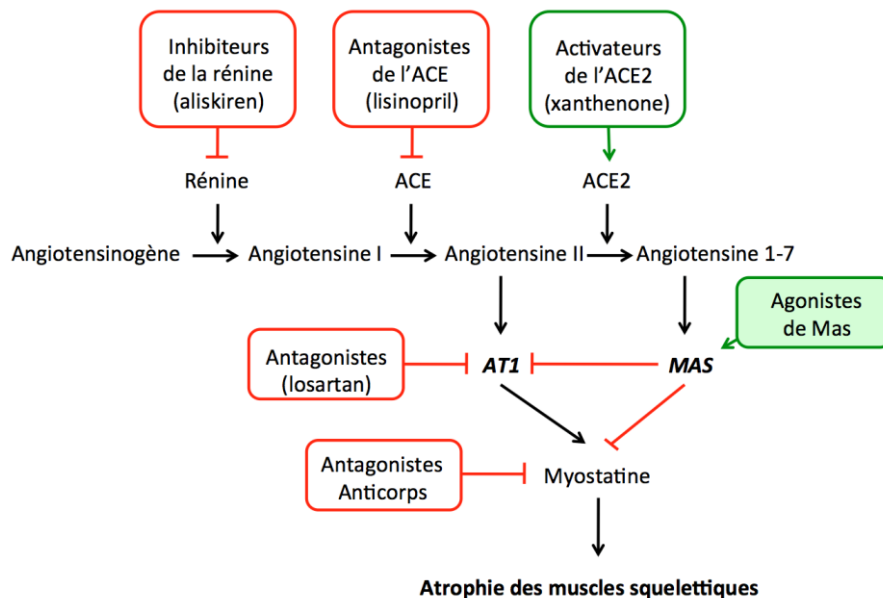 Inhibiteurs
de la rénine
(aliskiren)
Antagonistes
de l'ACE
(lisinopril)
Activateurs
de l'ACE2
(xanthenone)
Rénine
ACE
ACE2
Angiotensinogène
Angiotensine I
Angiotensine II
Angiotensine 1-7
Agonistes
de Mas
Antagonistes
(losartan)
AT1
MAS
Antagonistes
Anticorps
Myostatine
Atrophie des muscles squelettiques